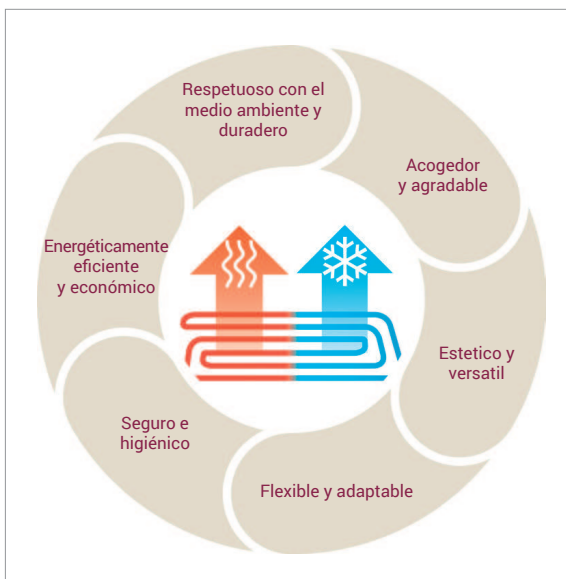 Respetuoso con el
medio ambiente y
duradero
Acogedor
y agradable
Estetico y
versatil
Flexible y adaptable
Seguro e
higiénico
Energéticamente
eficiente
y económico